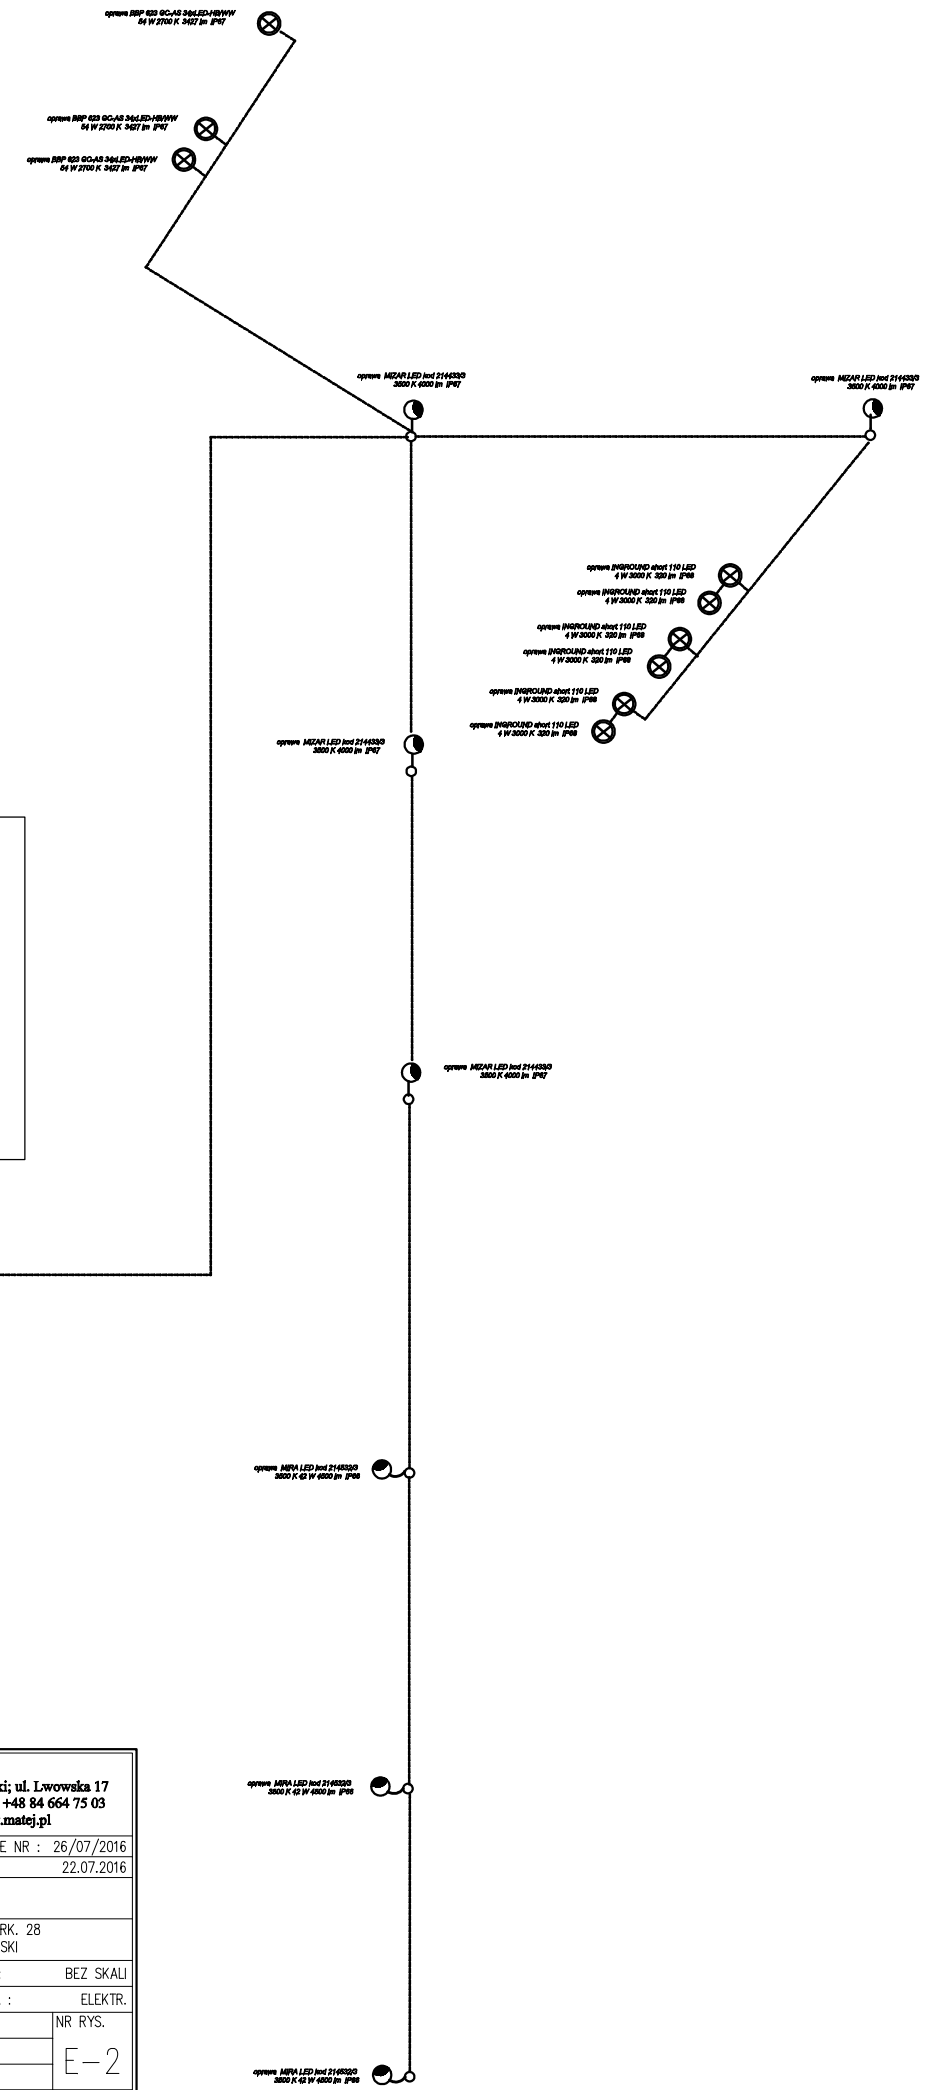 oprawa BBP 623 GC-AS 34xLED-HB/WW
54 W 2700 K 3427 lm IP67
oprawa BBP 623 GC-AS 34xLED-HB/WW
54 W 2700 K 3427 lm IP67
oprawa BBP 623 GC-AS 34xLED-HB/WW
54 W 2700 K 3427 lm IP67
oprawa MIZAR LED kod 214433/3
3800 K 4000 lm IP67
oprawa MIZAR LED kod 214433/3
3800 K 4000 lm IP67
oprawa INGROUND short 110 LED
4 W 3000 K 320 lm IP68
oprawa INGROUND short 110 LED
4 W 3000 K 320 lm IP68
oprawa INGROUND short 110 LED
4 W 3000 K 320 lm IP68
oprawa INGROUND short 110 LED
4 W 3000 K 320 lm IP68
oprawa INGROUND short 110 LED
4 W 3000 K 320 lm IP68
oprawa INGROUND short 110 LED
4 W 3000 K 320 lm IP68
oprawa MIZAR LED kod 214433/3
3800 K 4000 lm IP67
oprawa MIZAR LED kod 214433/3
3800 K 4000 lm IP67
oprawa MIRA LED kod 214532/3
3800 K 42 W 4500 lm IP66
oprawa MIRA LED kod 214532/3
3800 K 42 W 4500 lm IP66
oprawa MIRA LED kod 214532/3
3800 K 42 W 4500 lm IP66
ki; ul. Lwowska 17
+48 84 664 75 03
.matej.pl
E NR : 26/07/2016
22.07.2016
RK. 28
SKI
: BEZ SKALI
: ELEKTR.
NR RYS.
E-2